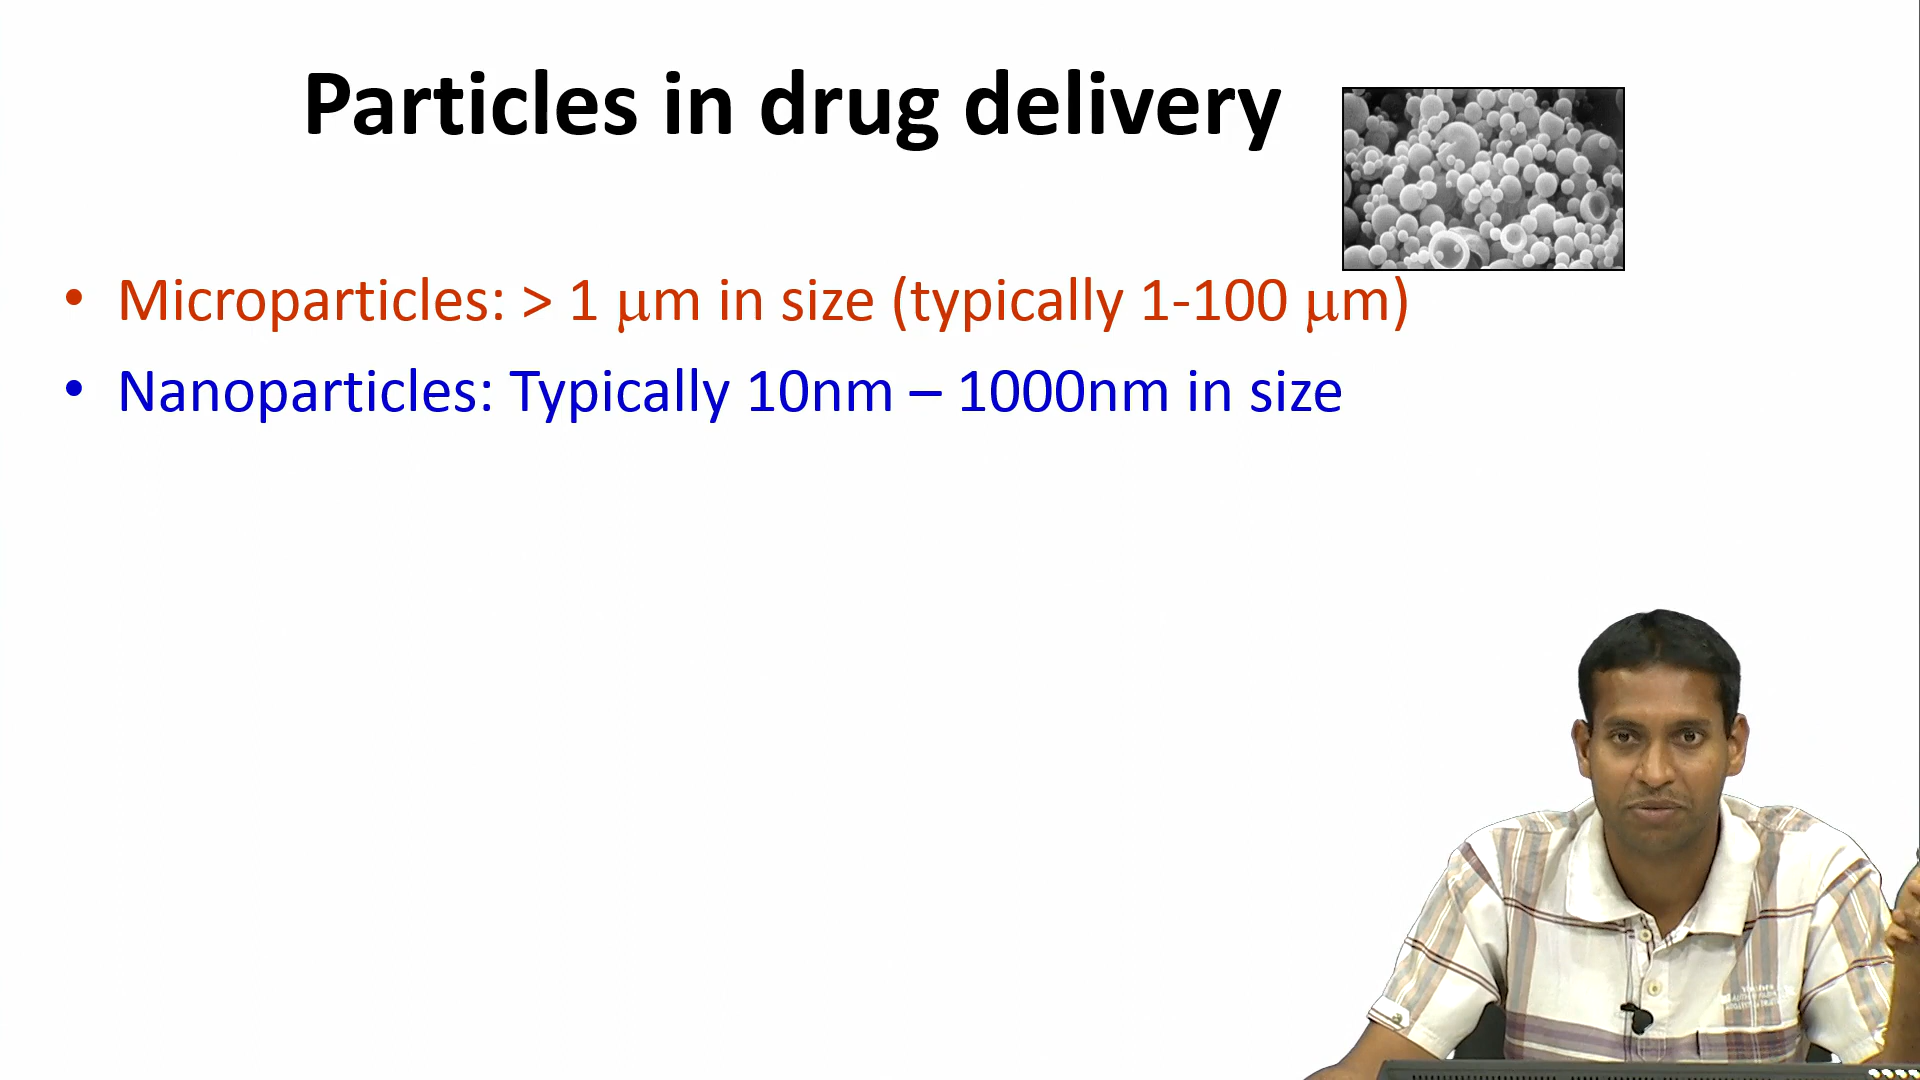 Particles in drug delivery
• Microparticles: > 1 μm in size (typically 1-100 μm)
• Nanoparticles: Typically 10nm – 1000nm in size